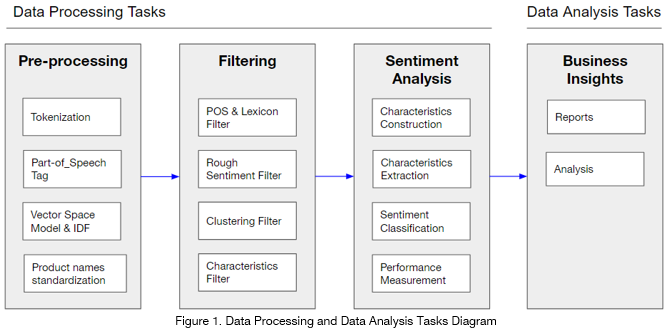 Data Processing Tasks
Data Analysis Tasks
Pre-processing
Tokenization
Part-of_Speech
Tag
Vector Space
Model & IDF
Product names
standardization
Filtering
POS & Lexicon
Filter
Rough
Sentiment Filter
Clustering Filter
Characteristics
Filter
Sentiment
Analysis
Characteristics
Construction
Characteristics
Extraction
Sentiment
Classification
Performance
Measurement
Business
Insights
Reports
Analysis
Figure 1. Data Processing and Data Analysis Tasks Diagram